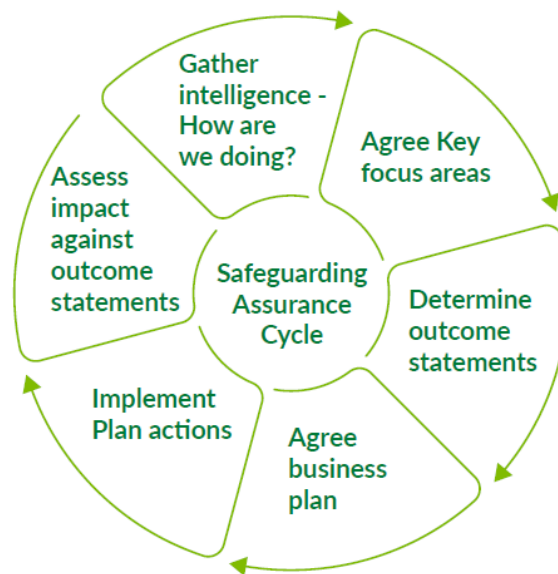 Gather
intelligence -
How are
we doing?
Agree Key
focus areas
Determine
outcome
statements
Agree
business
plan
Implement
Plan actions
Assess
impact
against
outcome
statements
Safeguarding
Assurance
Cycle